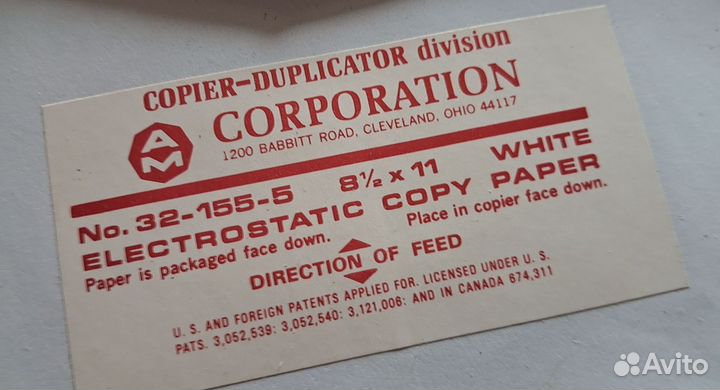 COPIER-DUPLICATOR division
AM CORPORATION
1200 BABBITT ROAD, CLEVELAND, OHIO 44117
No. 32-155-5 8½ x 11 WHITE
ELECTROSTATIC COPY PAPER
Paper is packaged face down. Place in copier face down.
DIRECTION OF FEED
U. S. AND FOREIGN PATENTS APPLIED FOR. LICENSED UNDER U. S.
PATS. 3,052,539: 3,052,540: 3,121,006: AND IN CANADA 674,311
Avito